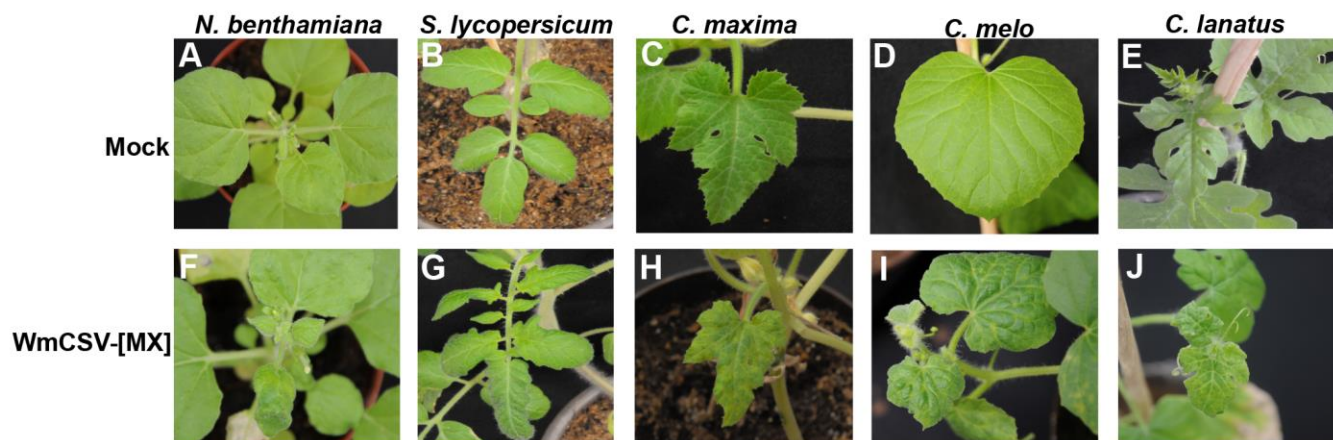 N. benthamiana S. lycopersicum C. maxima C. melo C. lanatus
A B C D E
Mock
F G H I J
WmCSV-[MX]